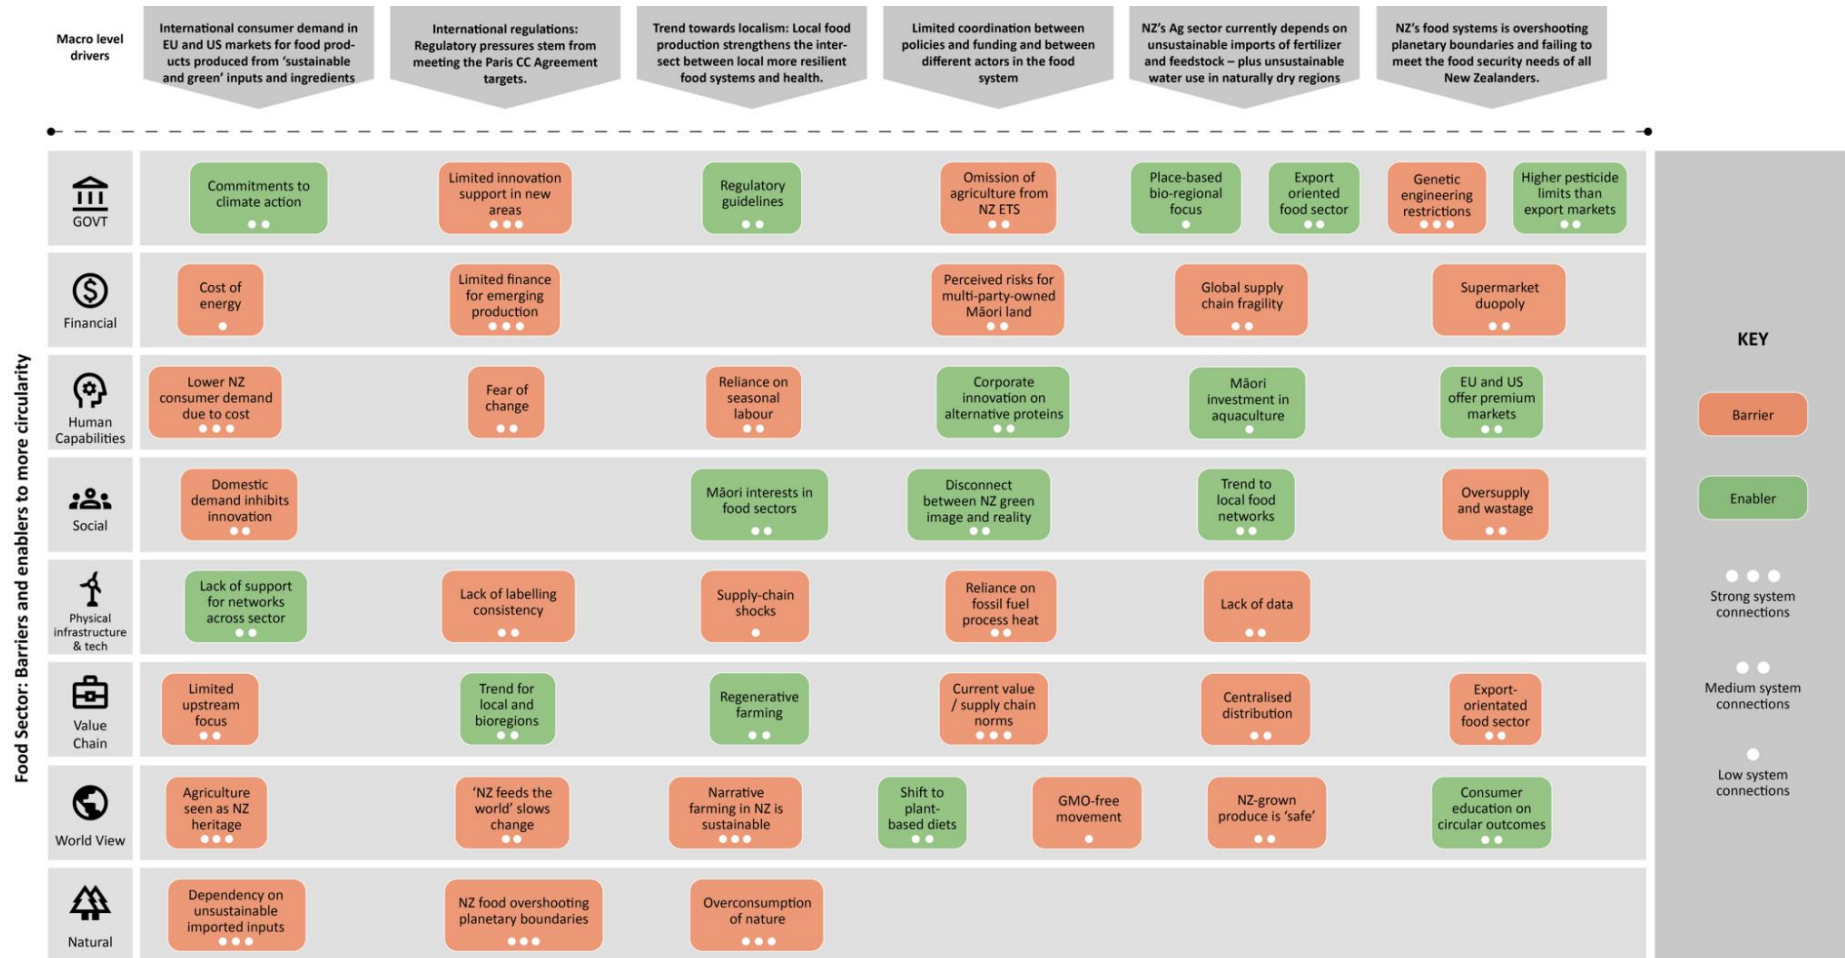 Macro level
drivers
International consumer demand in
EU and US markets for food prod-
ucts produced from ‘sustainable
and green’ inputs and ingredients
International regulations:
Regulatory pressures stem from
meeting the Paris CC Agreement
targets.
Trend towards localism: Local food
production strengthens the inter-
sect between local more resilient
food systems and health.
Limited coordination between
policies and funding and between
different actors in the food
system
NZ’s Ag sector currently depends on
unsustainable imports of fertilizer
and feedstock – plus unsustainable
water use in naturally dry regions
NZ’s food systems is overshooting
planetary boundaries and failing to
meet the food security needs of all
New Zealanders.
Food Sector: Barriers and enablers to more circularity
GOVT
Commitments to
climate action
Limited innovation
support in new
areas
Regulatory
guidelines
Omission of
agriculture from
NZ ETS
Place-based
bio-regional
focus
Export
oriented
food sector
Genetic
engineering
restrictions
Higher pesticide
limits than
export markets
Financial
Cost of
energy
Limited finance
for emerging
production
Perceived risks for
multi-party-owned
Māori land
Global supply
chain fragility
Supermarket
duopoly
Human
Capabilities
Lower NZ
consumer demand
due to cost
Fear of
change
Reliance on
seasonal
labour
Corporate
innovation on
alternative proteins
Māori
investment in
aquaculture
EU and US
offer premium
markets
Social
Domestic
demand inhibits
innovation
Māori interests in
food sectors
Disconnect
between NZ green
image and reality
Trend to
local food
networks
Oversupply
and wastage
Physical
infrastructure
& tech
Lack of support
for networks
across sector
Lack of labelling
consistency
Supply-chain
shocks
Reliance on
fossil fuel
process heat
Lack of data
Value
Chain
Limited
upstream
focus
Trend for
local and
bioregions
Regenerative
farming
Current value
/ supply chain
norms
Centralised
distribution
Export-
orientated
food sector
World View
Agriculture
seen as NZ
heritage
‘NZ feeds the
world’ slows
change
Narrative
farming in NZ is
sustainable
Shift to
plant-
based diets
GMO-free
movement
NZ-grown
produce is ‘safe’
Consumer
education on
circular outcomes
Natural
Dependency on
unsustainable
imported inputs
NZ food overshooting
planetary boundaries
Overconsumption
of nature
KEY
Barrier
Enabler
Strong system
connections
Medium system
connections
Low system
connections